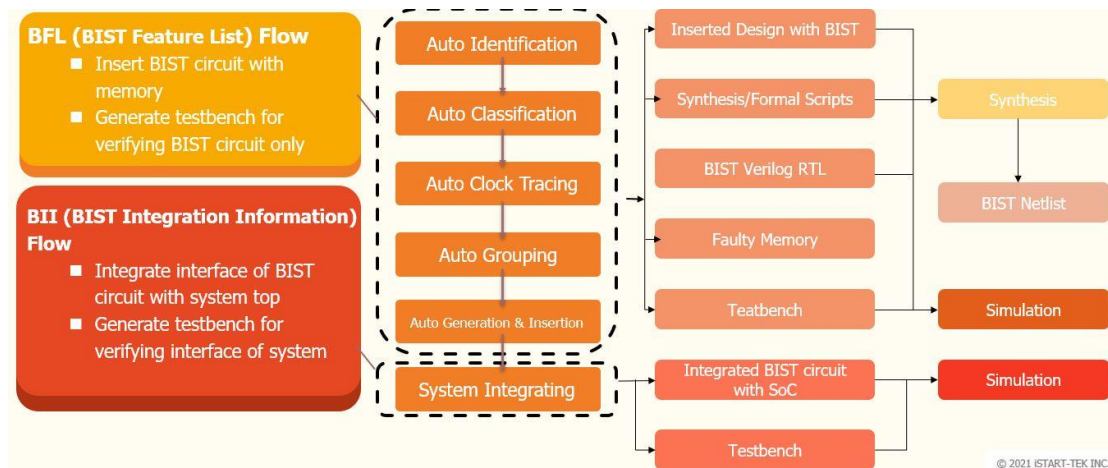 BFL (BIST Feature List) Flow
■ Insert BIST circuit with
memory
■ Generate testbench for
verifying BIST circuit only
BII (BIST Integration Information)
Flow
■ Integrate interface of BIST
circuit with system top
■ Generate testbench for
verifying interface of system
Auto Identification
Auto Classification
Auto Clock Tracing
Auto Grouping
Auto Generation & Insertion
System Integrating
Inserted Design with BIST
Synthesis/Formal Scripts
BIST Verilog RTL
Faulty Memory
Teatbench
Integrated BIST circuit
with SoC
Testbench
Synthesis
BIST Netlist
Simulation
Simulation
© 2021 iSTART-TEK INC.